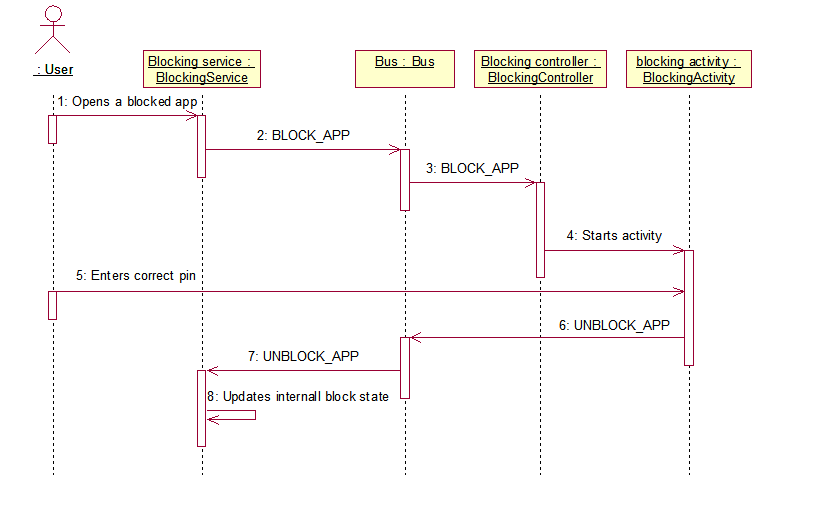 : User
Blocking service :
BlockingService
Bus : Bus
Blocking controller :
BlockingController
blocking activity :
BlockingActivity
1: Opens a blocked app
2: BLOCK_APP
3: BLOCK_APP
4: Starts activity
5: Enters correct pin
6: UNBLOCK_APP
7: UNBLOCK_APP
8: Updates internall block state